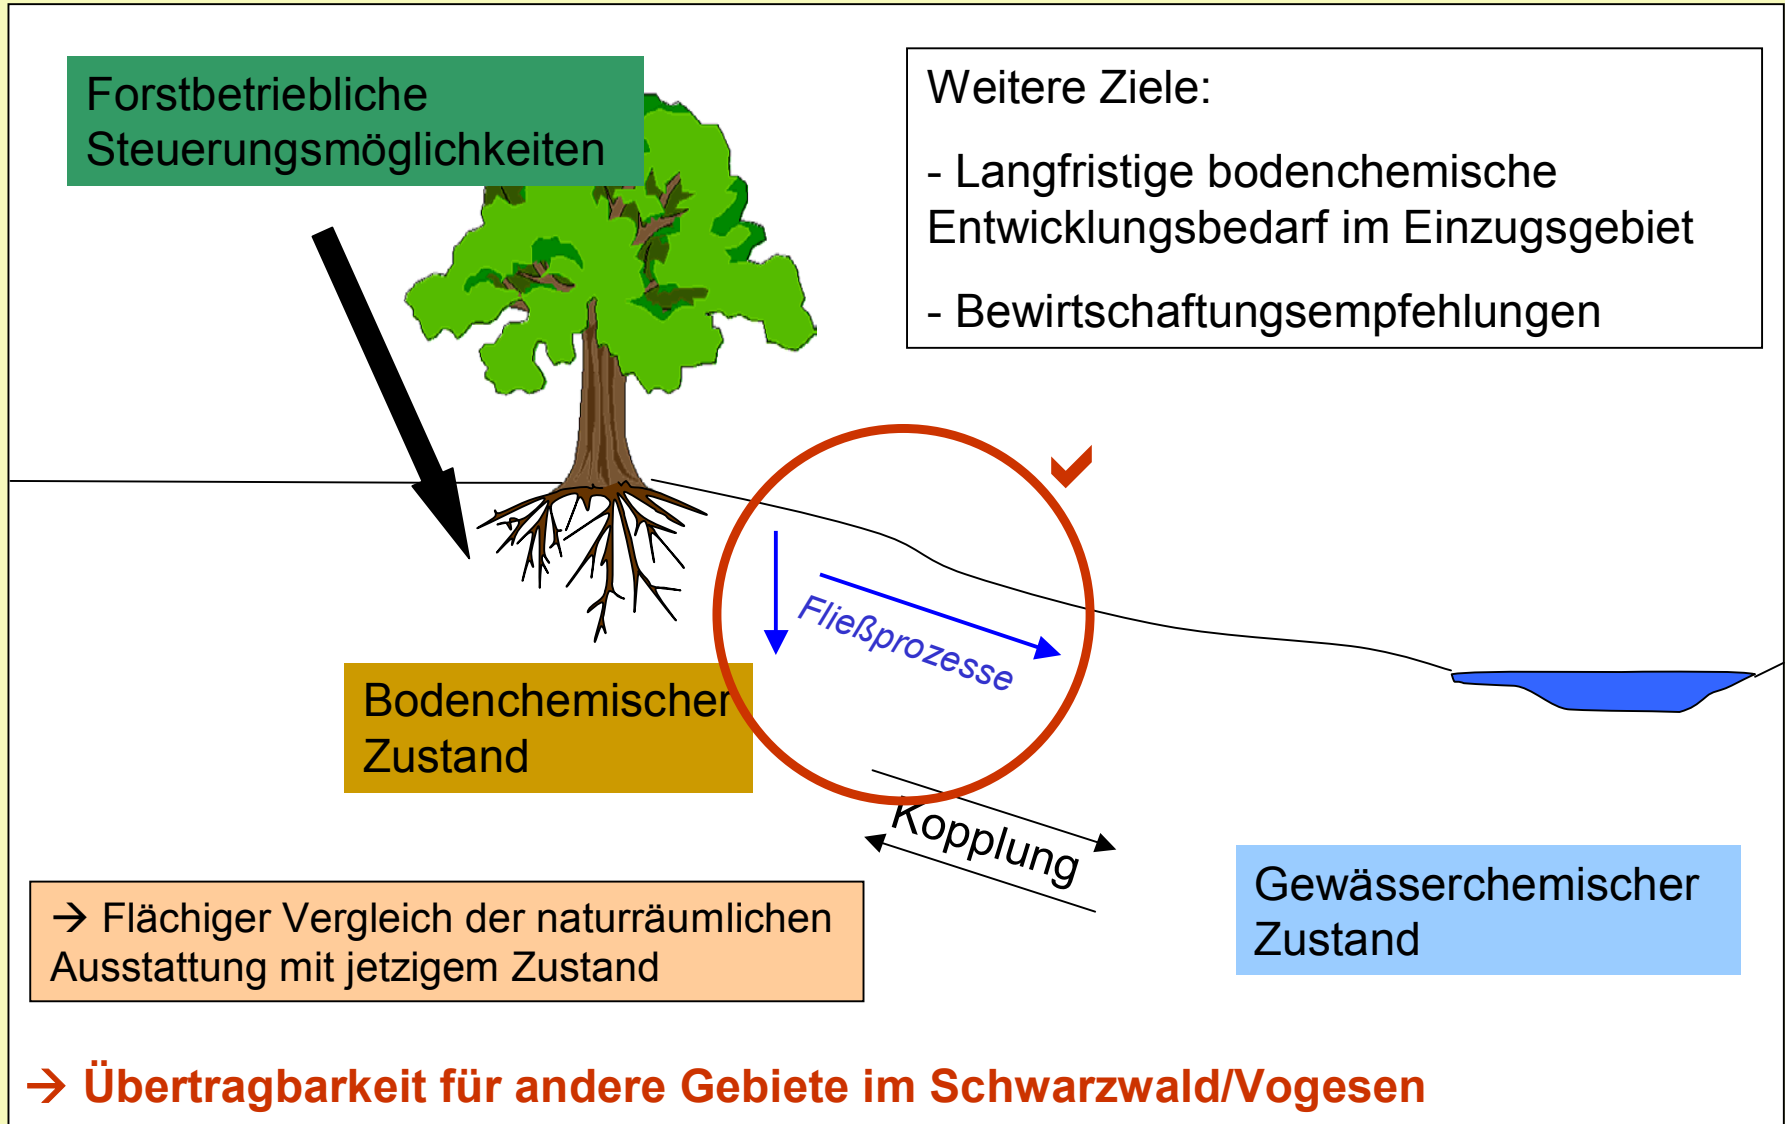 Forstbetriebliche
Steuerungsmöglichkeiten
Weitere Ziele:
- Langfristige bodenchemische
Entwicklungsbedarf im Einzugsgebiet
- Bewirtschaftungsempfehlungen
Fließprozesse
Bodenchemischer
Zustand
Kopplung
Gewässerchemischer
Zustand
→ Flächiger Vergleich der naturräumlichen
Ausstattung mit jetzigem Zustand
→ Übertragbarkeit für andere Gebiete im Schwarzwald/Vogesen